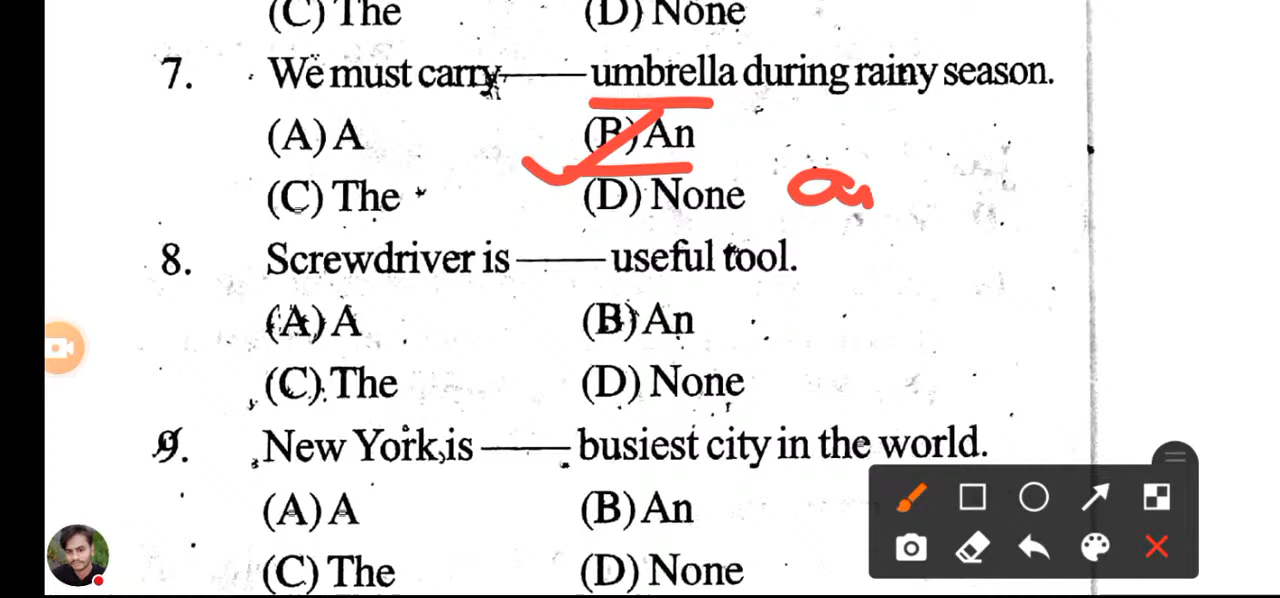 (C) The (D) None
7. We must carry —— umbrella during rainy season.
(A) A (B) An
(C) The (D) None
8. Screwdriver is —— useful tool.
(A) A (B) An
(C) The (D) None
9. New York is —— busiest city in the world.
(A) A (B) An
(C) The (D) None